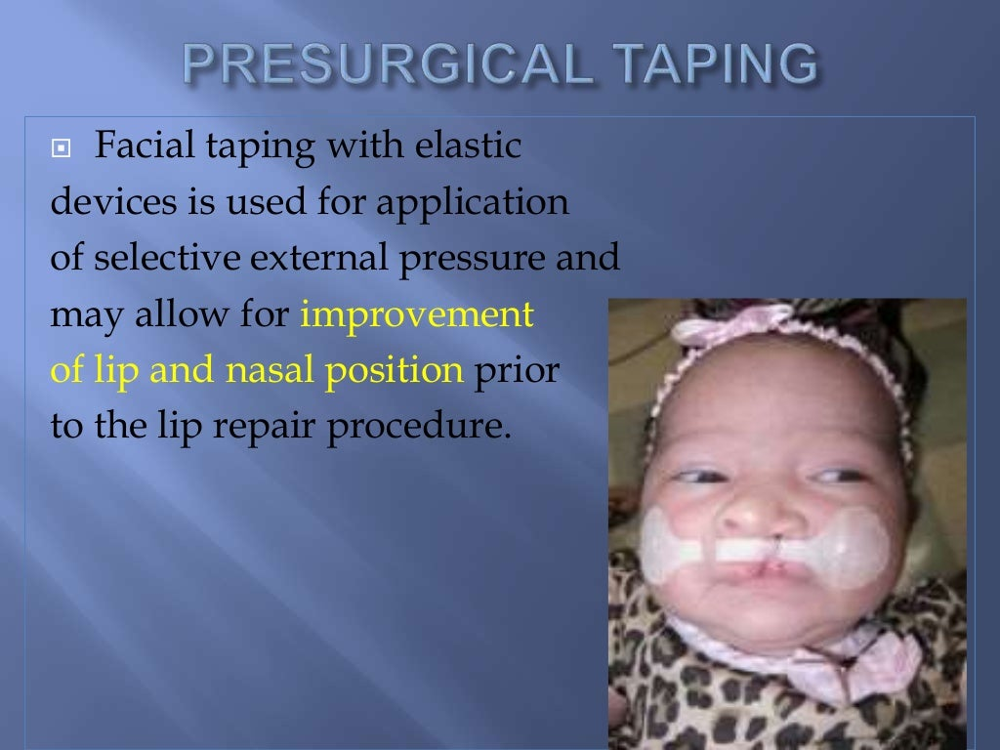 PRESURGICAL TAPING
Facial taping with elastic
devices is used for application
of selective external pressure and
may allow for improvement
of lip and nasal position prior
to the lip repair procedure.